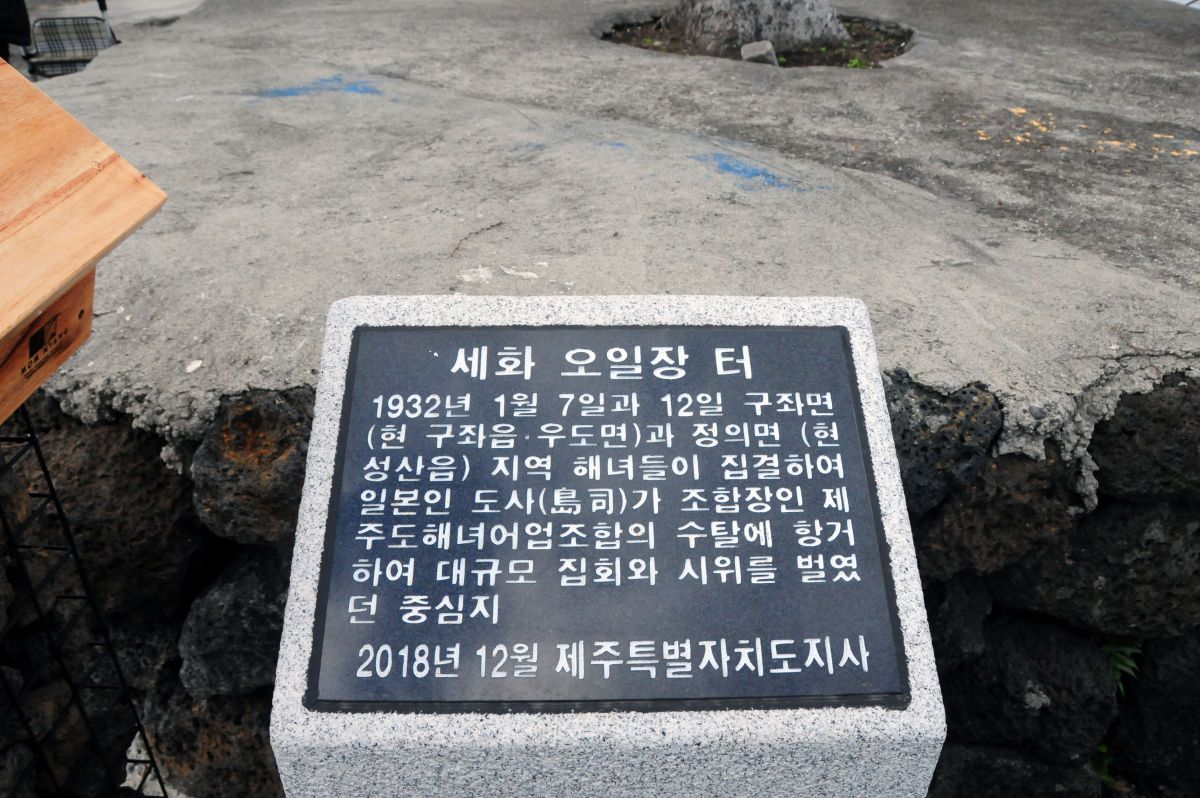 세화 오일장 터
1932년 1월 7일과 12일 구좌면
(현 구좌읍·우도면)과 정의면 (현
성산읍) 지역 해녀들이 집결하여
일본인 도사(島司)가 조합장인 제
주도해녀어업조합의 수탈에 항거
하여 대규모 집회와 시위를 벌였
던 중심지
2018년 12월 제주특별자치도지사